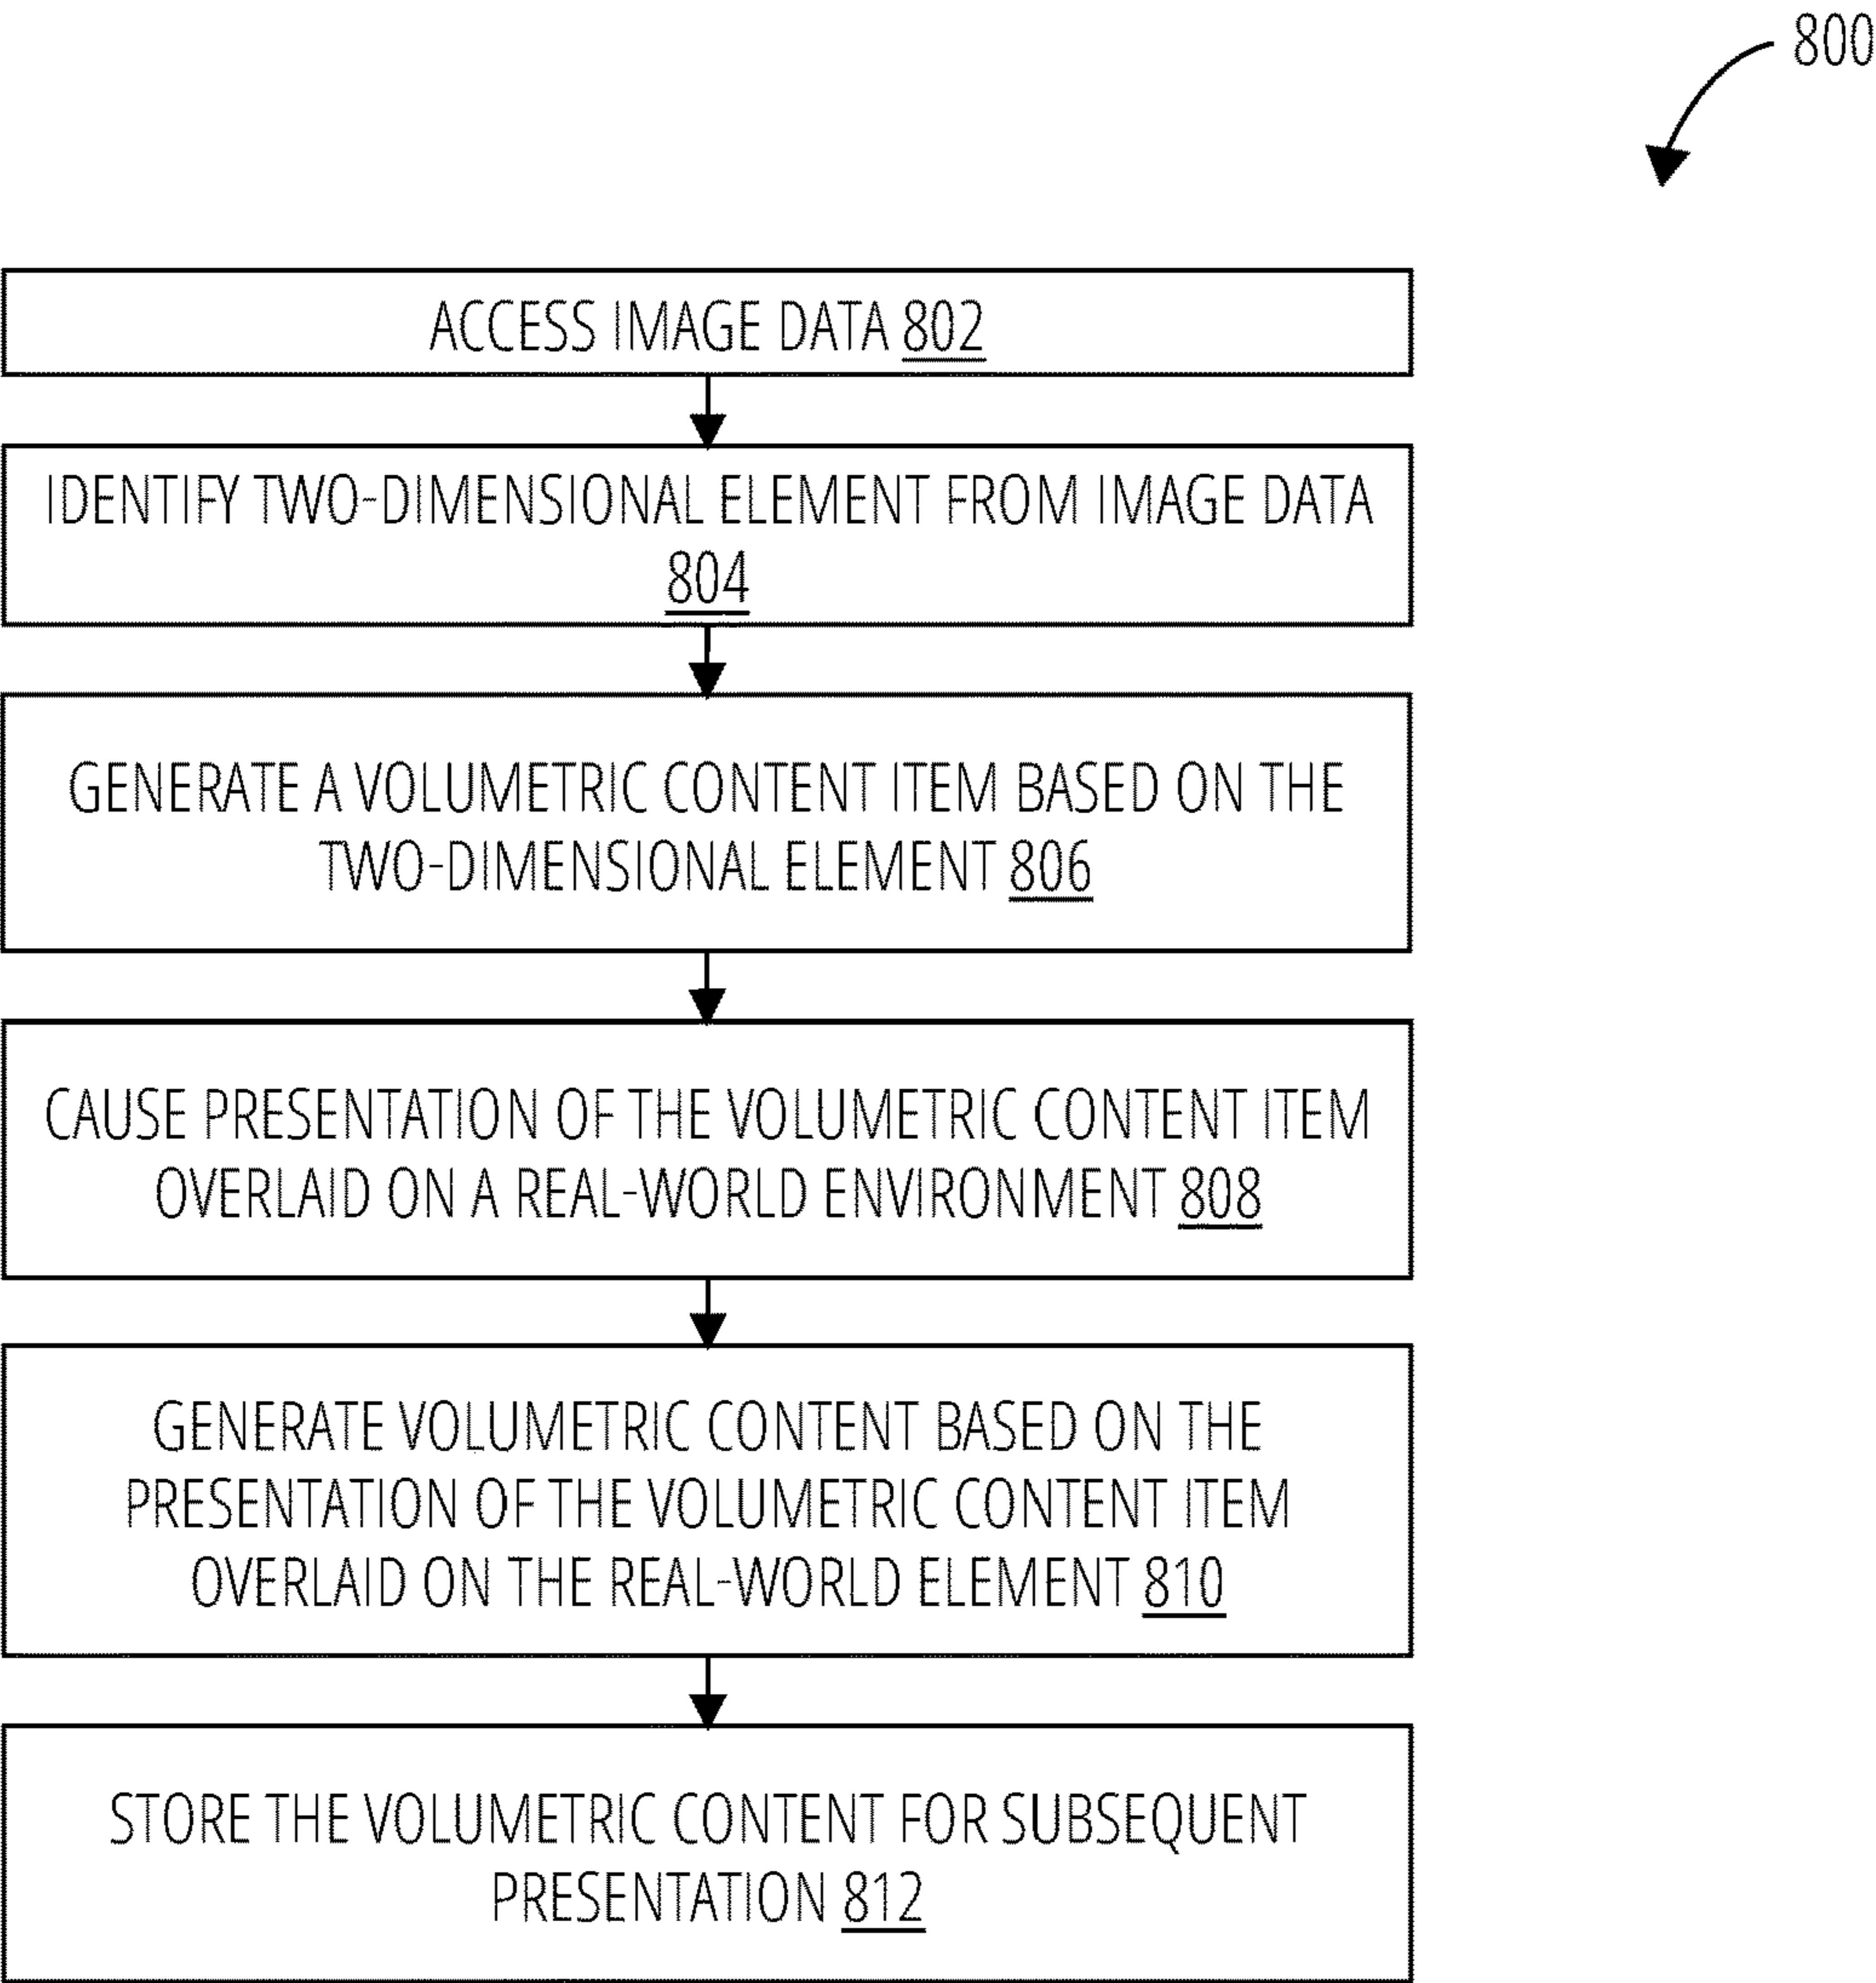 800
ACCESS IMAGE DATA 802
IDENTIFY TWO-DIMENSIONAL ELEMENT FROM IMAGE DATA
804
GENERATE A VOLUMETRIC CONTENT ITEM BASED ON THE
TWO-DIMENSIONAL ELEMENT 806
CAUSE PRESENTATION OF THE VOLUMETRIC CONTENT ITEM
OVERLAID ON A REAL-WORLD ENVIRONMENT 808
GENERATE VOLUMETRIC CONTENT BASED ON THE
PRESENTATION OF THE VOLUMETRIC CONTENT ITEM
OVERLAID ON THE REAL-WORLD ELEMENT 810
STORE THE VOLUMETRIC CONTENT FOR SUBSEQUENT
PRESENTATION 812